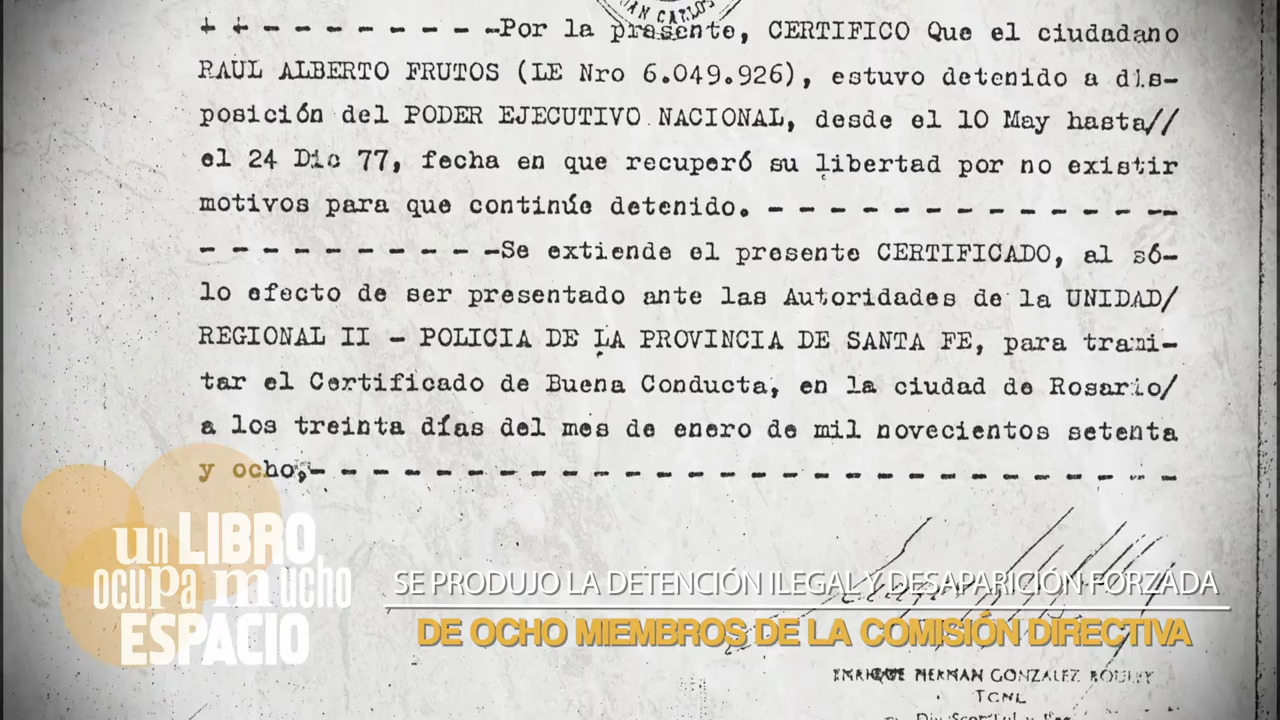 AN CARLOS
Por la presente, CERTIFICO Que el ciudadano
RAUL ALBERTO FRUTOS (LE Nro 6.049.926), estuvo detenido a dis-
posición del PODER EJECUTIVO NACIONAL, desde el 10 May hasta//
el 24 Dic 77, fecha en que recuperó su libertad por no existir
motivos para que continúe detenido. - - - - - - - - - - - - - -
- - - - - - - - - - -Se extiende el presente CERTIFICADO, al só-
lo efecto de ser presentado ante las Autoridades de la UNIDAD/
REGIONAL II - POLICIA DE LA PROVINCIA DE SANTA FE, para trami-
tar el Certificado de Buena Conducta, en la ciudad de Rosario/
a los treinta días del mes de enero de mil novecientos setenta
y ocho,- - - - - - - - - - - - - - - - - - - - - - - - - - - -
un LIBRO
ocupa mucho
ESPACIO
SE PRODUJO LA DETENCIÓN ILEGAL Y DESAPARICIÓN FORZADA
DE OCHO MIEMBROS DE LA COMISIÓN DIRECTIVA
ENRIQUE HERNAN GONZALEZ
TCNL